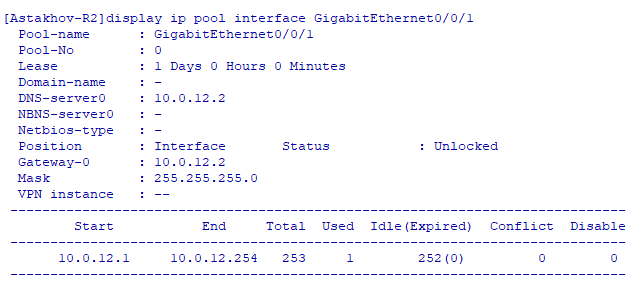 [Astakhov-R2]display ip pool interface GigabitEthernet0/0/1
  Pool-name      : GigabitEthernet0/0/1
  Pool-No        : 0
  Lease          : 1 Days 0 Hours 0 Minutes
  Domain-name    : -
  DNS-server0    : 10.0.12.2
  NBNS-server0   : -
  Netbios-type   : -
  Position       : Interface       Status           : Unlocked
  Gateway-0      : 10.0.12.2
  Mask           : 255.255.255.0
  VPN instance   : --
 -----------------------------------------------------------------------------
         Start           End     Total  Used  Idle(Expired)  Conflict  Disable
 -----------------------------------------------------------------------------
       10.0.12.1     10.0.12.254   253     1        252(0)         0        0
 -----------------------------------------------------------------------------